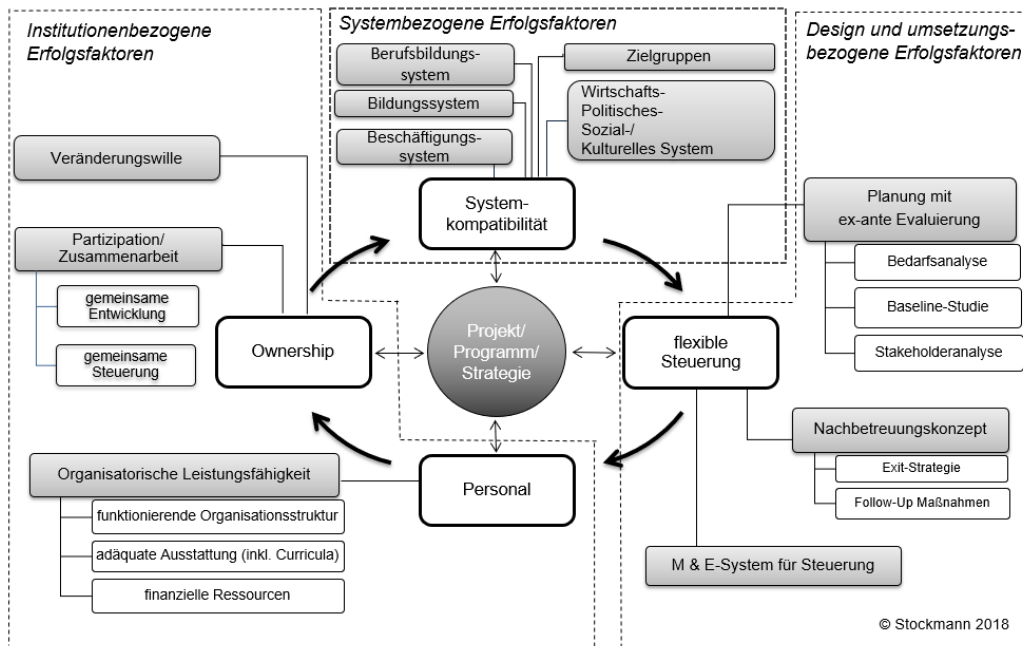 Institutionenbezogene
Erfolgsfaktoren
Systembezogene Erfolgsfaktoren
Design und umsetzungs-
bezogene Erfolgsfaktoren
Berufsbildungs-
system
Bildungssystem
Beschäftigungs-
system
Zielgruppen
Wirtschafts-
Politisches-
Sozial-/
Kulturelles System
System-
kompatibilität
Veränderungswille
Partizipation/
Zusammenarbeit
gemeinsame
Entwicklung
gemeinsame
Steuerung
Ownership
Projekt/
Programm/
Strategie
flexible
Steuerung
Planung mit
ex-ante Evaluierung
Bedarfsanalyse
Baseline-Studie
Stakeholderanalyse
Nachbetreuungskonzept
Exit-Strategie
Follow-Up Maßnahmen
Organisatorische Leistungsfähigkeit
funktionierende Organisationsstruktur
adäquate Ausstattung (inkl. Curricula)
finanzielle Ressourcen
Personal
M & E-System für Steuerung
© Stockmann 2018